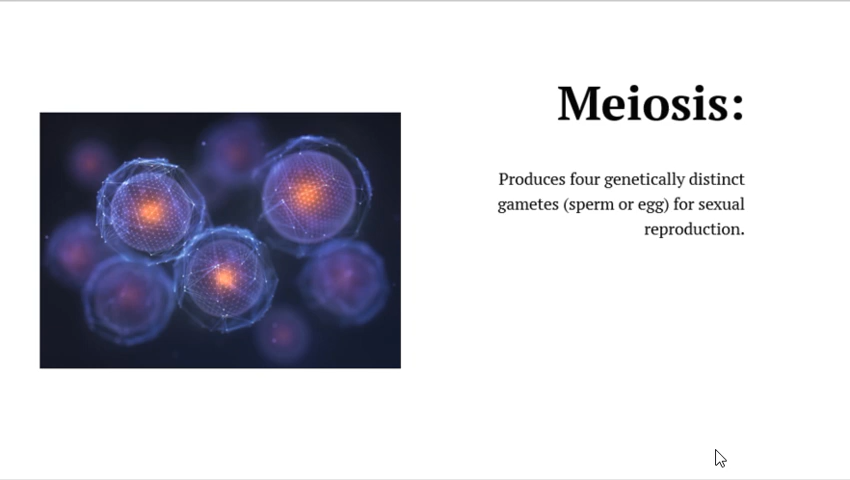 Meiosis:
Produces four genetically distinct
gametes (sperm or egg) for sexual
reproduction.